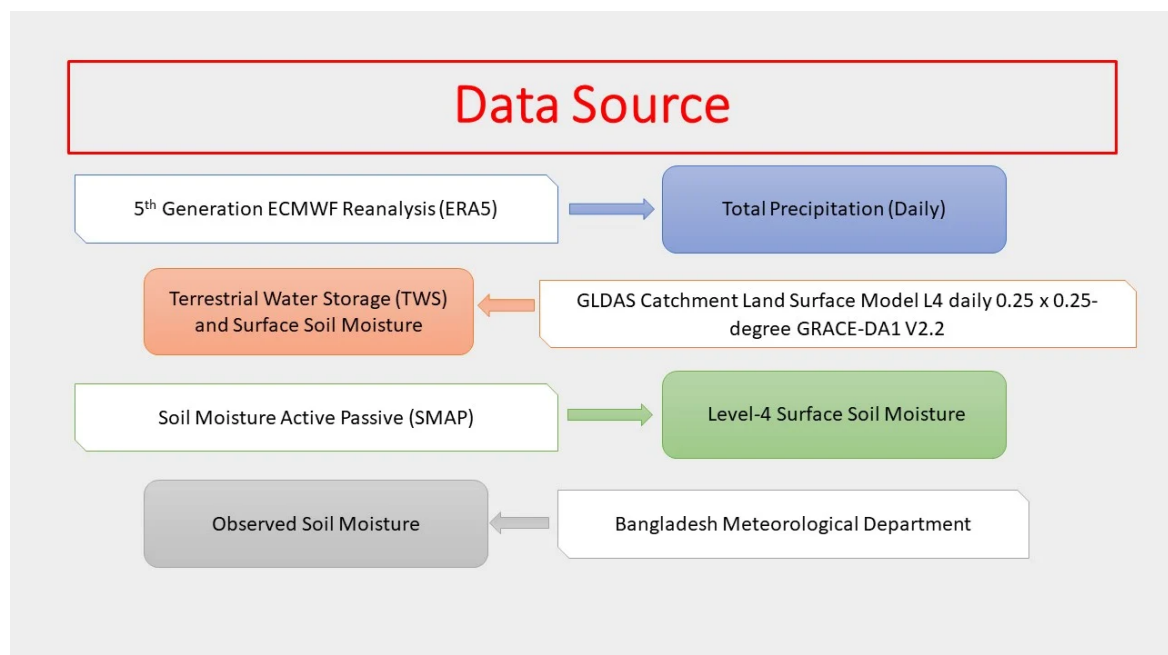 Data Source
5th Generation ECMWF Reanalysis (ERA5)
Total Precipitation (Daily)
Terrestrial Water Storage (TWS)
and Surface Soil Moisture
GLDAS Catchment Land Surface Model L4 daily 0.25 x 0.25-
degree GRACE-DA1 V2.2
Soil Moisture Active Passive (SMAP)
Level-4 Surface Soil Moisture
Observed Soil Moisture
Bangladesh Meteorological Department